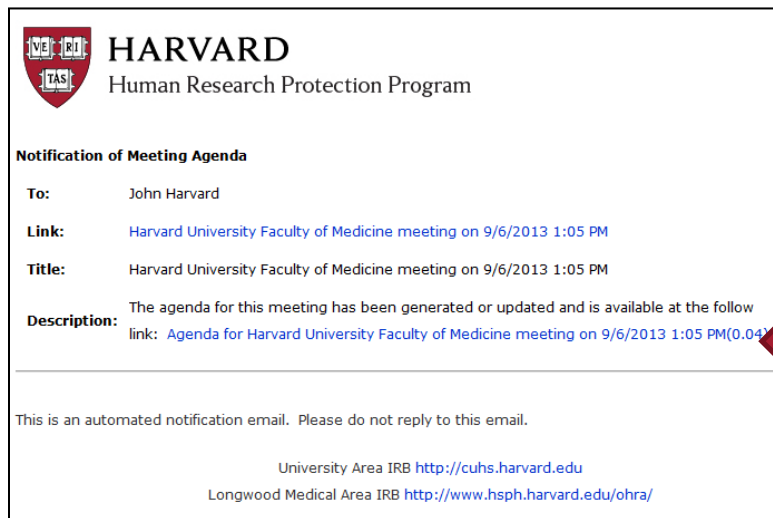 VE RI
TAS
HARVARD
Human Research Protection Program
Notification of Meeting Agenda
To: John Harvard
Link: Harvard University Faculty of Medicine meeting on 9/6/2013 1:05 PM
Title: Harvard University Faculty of Medicine meeting on 9/6/2013 1:05 PM
Description: The agenda for this meeting has been generated or updated and is available at the follow
link: Agenda for Harvard University Faculty of Medicine meeting on 9/6/2013 1:05 PM(0.04)
This is an automated notification email. Please do not reply to this email.
University Area IRB http://cuhs.harvard.edu
Longwood Medical Area IRB http://www.hsph.harvard.edu/ohra/